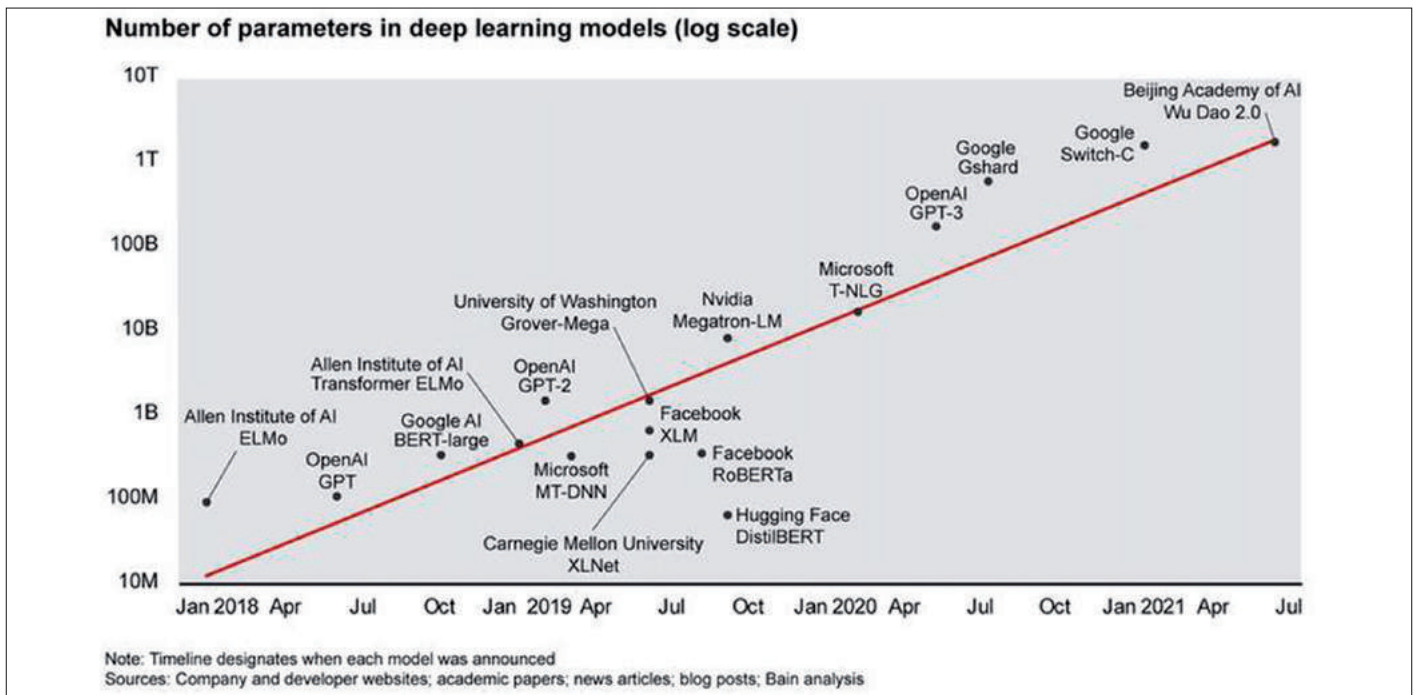 Number of parameters in deep learning models (log scale)
10T
1T
100B
10B
1B
100M
10M
Beijing Academy of AI
Wu Dao 2.0
Google
Switch-C
Google
Gshard
OpenAI
GPT-3
Microsoft
T-NLG
Nvidia
Megatron-LM
University of Washington
Grover-Mega
Allen Institute of AI
Transformer ELMo
OpenAI
GPT-2
Allen Institute of AI
ELMo
Google AI
BERT-large
OpenAI
GPT
Microsoft
MT-DNN
Facebook
XLM
Facebook
RoBERTa
Hugging Face
DistilBERT
Carnegie Mellon University
XLNet
Jan 2018 Apr Jul Oct Jan 2019 Apr Jul Oct Jan 2020 Apr Jul Oct Jan 2021 Apr Jul
Note: Timeline designates when each model was announced
Sources: Company and developer websites; academic papers; news articles; blog posts; Bain analysis